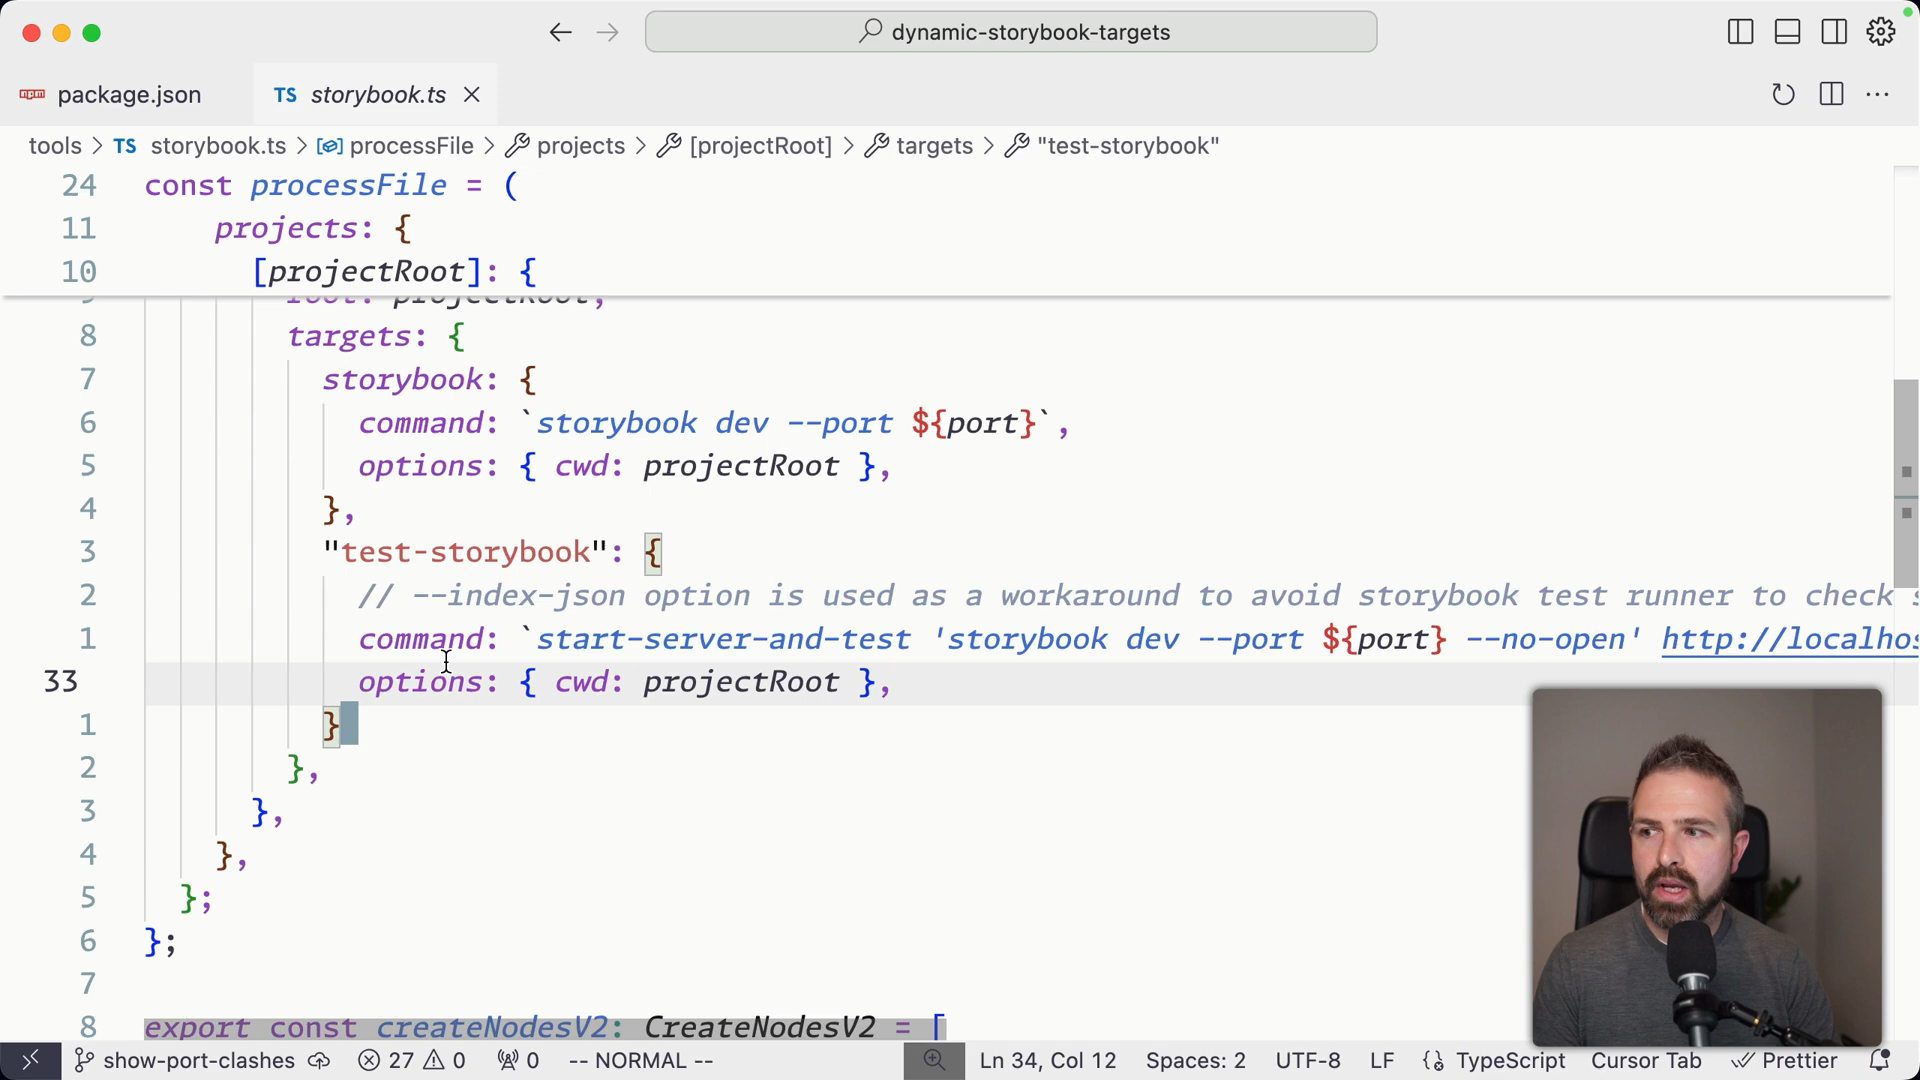 dynamic-storybook-targets
package.json
TS storybook.ts
tools > TS storybook.ts > processFile > projects > [projectRoot] > targets > "test-storybook"
24 const processFile = (
11 projects: {
10 [projectRoot]: {
9 root: projectRoot,
8 targets: {
7 storybook: {
6 command: `storybook dev --port ${port}`,
5 options: { cwd: projectRoot },
4 },
3 "test-storybook": {
2 // --index-json option is used as a workaround to avoid storybook test runner to check
1 command: `start-server-and-test 'storybook dev --port ${port} --no-open' http://localhos
33 options: { cwd: projectRoot },
1 }
2 },
3 },
4 },
5 };
6 };
7
8 export const createNodesV2: CreateNodesV2 = [
show-port-clashes 27 0 0 -- NORMAL -- Ln 34, Col 12 Spaces: 2 UTF-8 LF TypeScript Cursor Tab Prettier